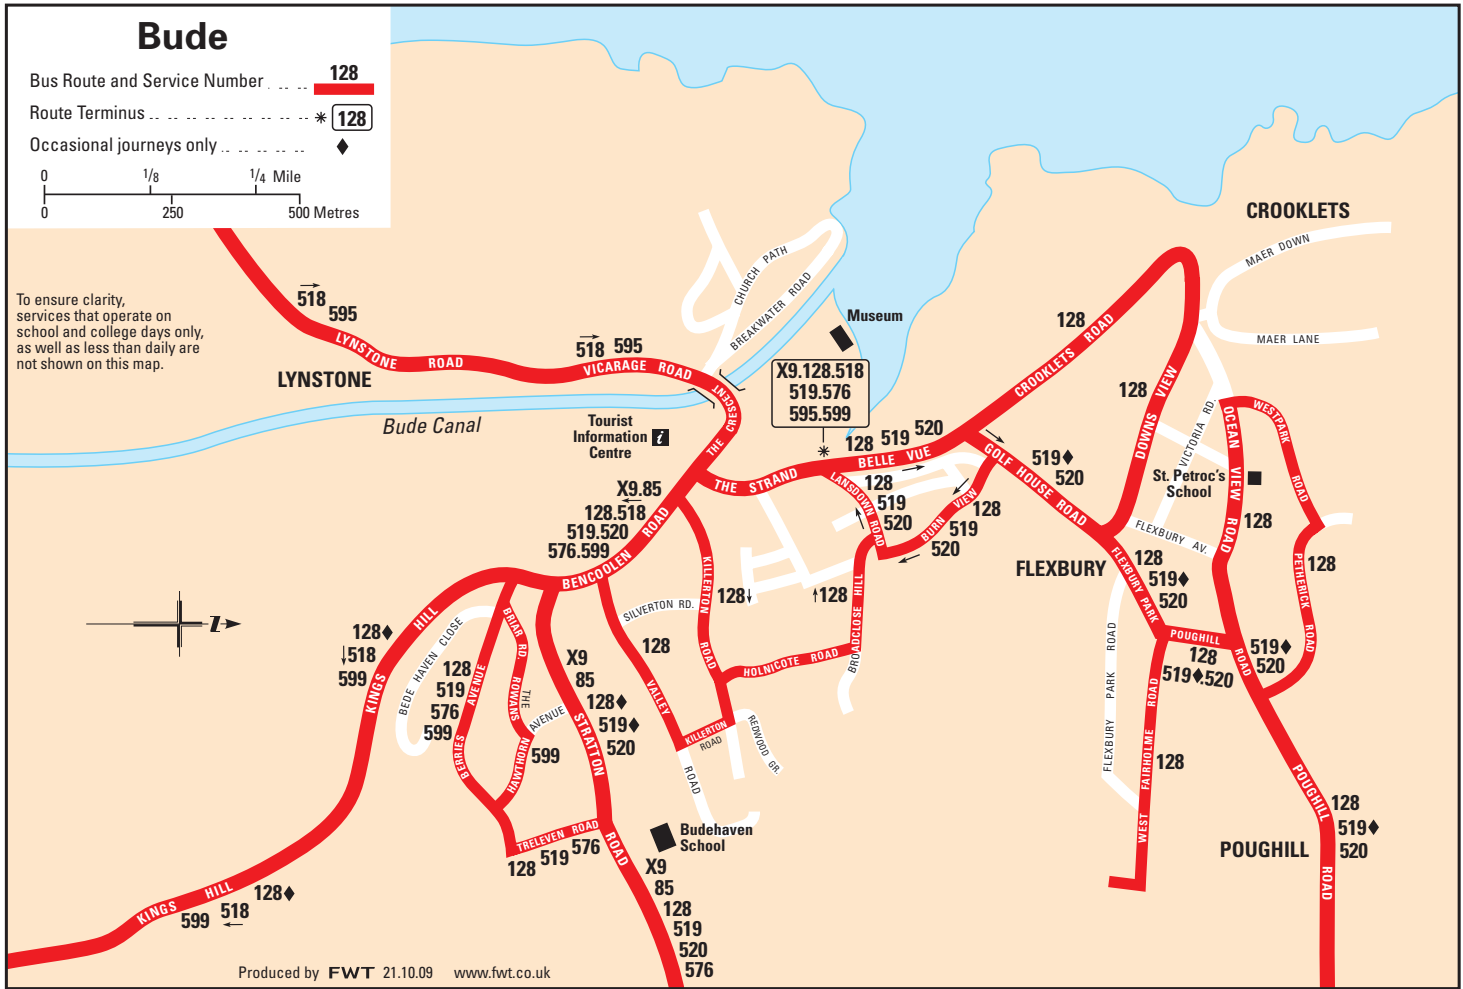 Bude
Bus Route and Service Number
128
Route Terminus
128
Occasional journeys only
0 1/8 1/4 Mile
0 250 500 Metres
To ensure clarity,
services that operate on
school and college days only,
as well as less than daily are
not shown on this map.
518
595
LYNSTONE ROAD
LYNSTONE
518 595
VICARAGE ROAD
THE CRESCENT
Bude Canal
Tourist
Information
Centre
i
CHURCH PATH
BREAKWATER ROAD
Museum
X9.128.518
519.576
595.599
CROOKLETS
MAER DOWN
MAER LANE
128
CROOKLETS ROAD
128
DOWNS VIEW
VICTORIA RD.
OCEAN VIEW ROAD
WESTPARK ROAD
St. Petroc's
School
128
PETHERICK ROAD
128
FLEXBURY AV.
128 519 520
BELLE VUE
THE STRAND
LANSDOWN ROAD
128
519
520
BURN VIEW
128
519
520
GOLF HOUSE ROAD
519♦
520
FLEXBURY
FLEXBURY PARK
128
519♦
520
POUGHILL ROAD
128
519♦.520
519♦
520
X9.85
128.518
519.520
576.599
BENCOOLEN ROAD
KILLERTON ROAD
SILVERTON RD.
128
128
BROADCLOSE HILL
HOLNICOTE ROAD
128
VALLEY
ROAD
KILLERTON
ROAD
REDWOOD GR.
KINGS HILL
128♦
518
599
BEDE HAVEN CLOSE
128
519
576
599
BERRIES AVENUE
BRIAR RD.
THE ROWANS
AVENUE
HAWTHORN
599
X9
85
128♦
519♦
520
STRATTON ROAD
TRELEVEN ROAD
128 519 576
Budehaven
School
X9
85
128
519
520
576
FLEXBURY PARK ROAD
WEST FAIRHOLME ROAD
128
POUGHILL ROAD
POUGHILL
128
519♦
520
KINGS HILL
599 518 128♦
Z
Produced by FWT 21.10.09 www.fwt.co.uk